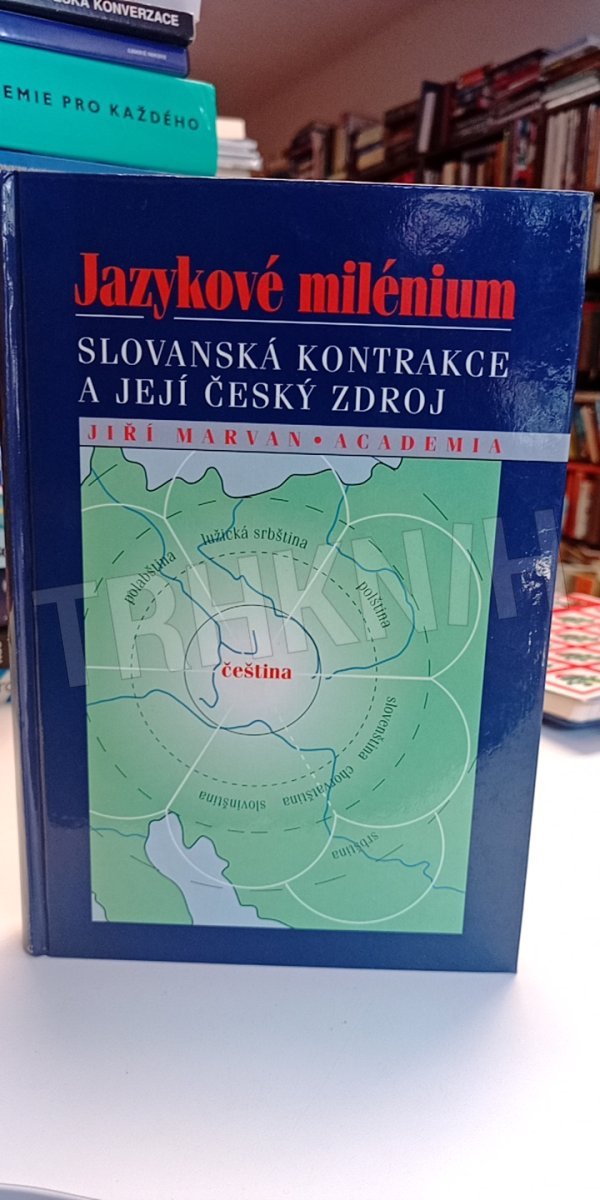 KONVERZACE
EMIE PRO KAŽDÉHO
Jazykové milénium
SLOVANSKÁ KONTRAKCE
A JEJÍ ČESKÝ ZDROJ
JIŘÍ MARVAN • ACADEMIA
lužická srbština
polabština
polština
čeština
slovenština
chorvatština
slovinština
srbština
TRHKNIH